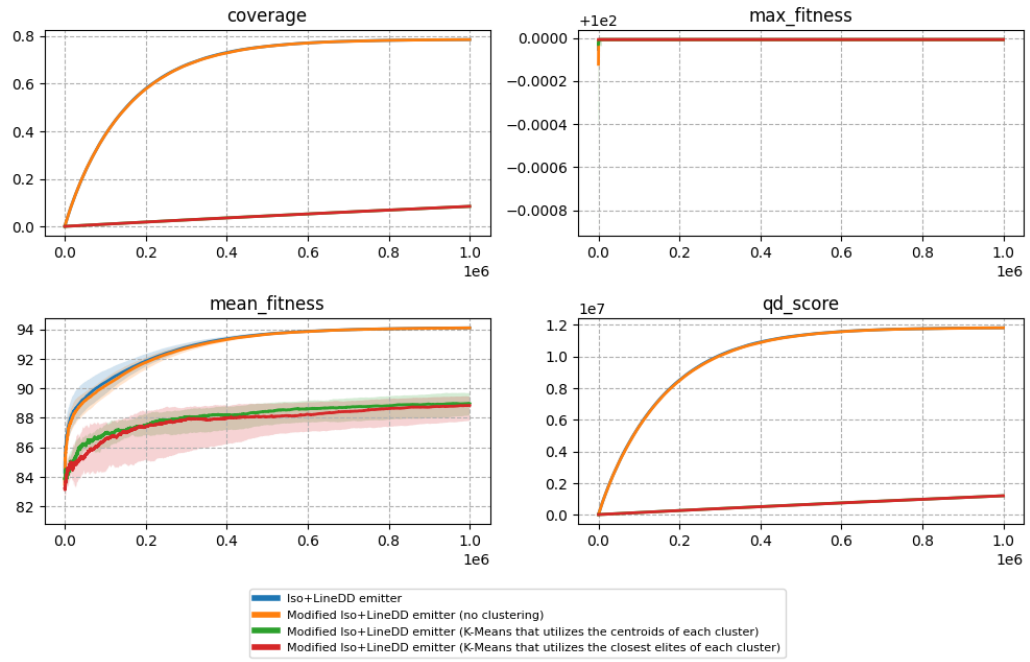 coverage
0.8
0.6
0.4
0.2
0.0
0.0 0.2 0.4 0.6 0.8 1.0
1e6
max_fitness
+1e2
0.0000
−0.0002
−0.0004
−0.0006
−0.0008
0.0 0.2 0.4 0.6 0.8 1.0
1e6
mean_fitness
94
92
90
88
86
84
82
0.0 0.2 0.4 0.6 0.8 1.0
1e6
qd_score
1e7
1.2
1.0
0.8
0.6
0.4
0.2
0.0
0.0 0.2 0.4 0.6 0.8 1.0
1e6
Iso+LineDD emitter
Modified Iso+LineDD emitter (no clustering)
Modified Iso+LineDD emitter (K-Means that utilizes the centroids of each cluster)
Modified Iso+LineDD emitter (K-Means that utilizes the closest elites of each cluster)